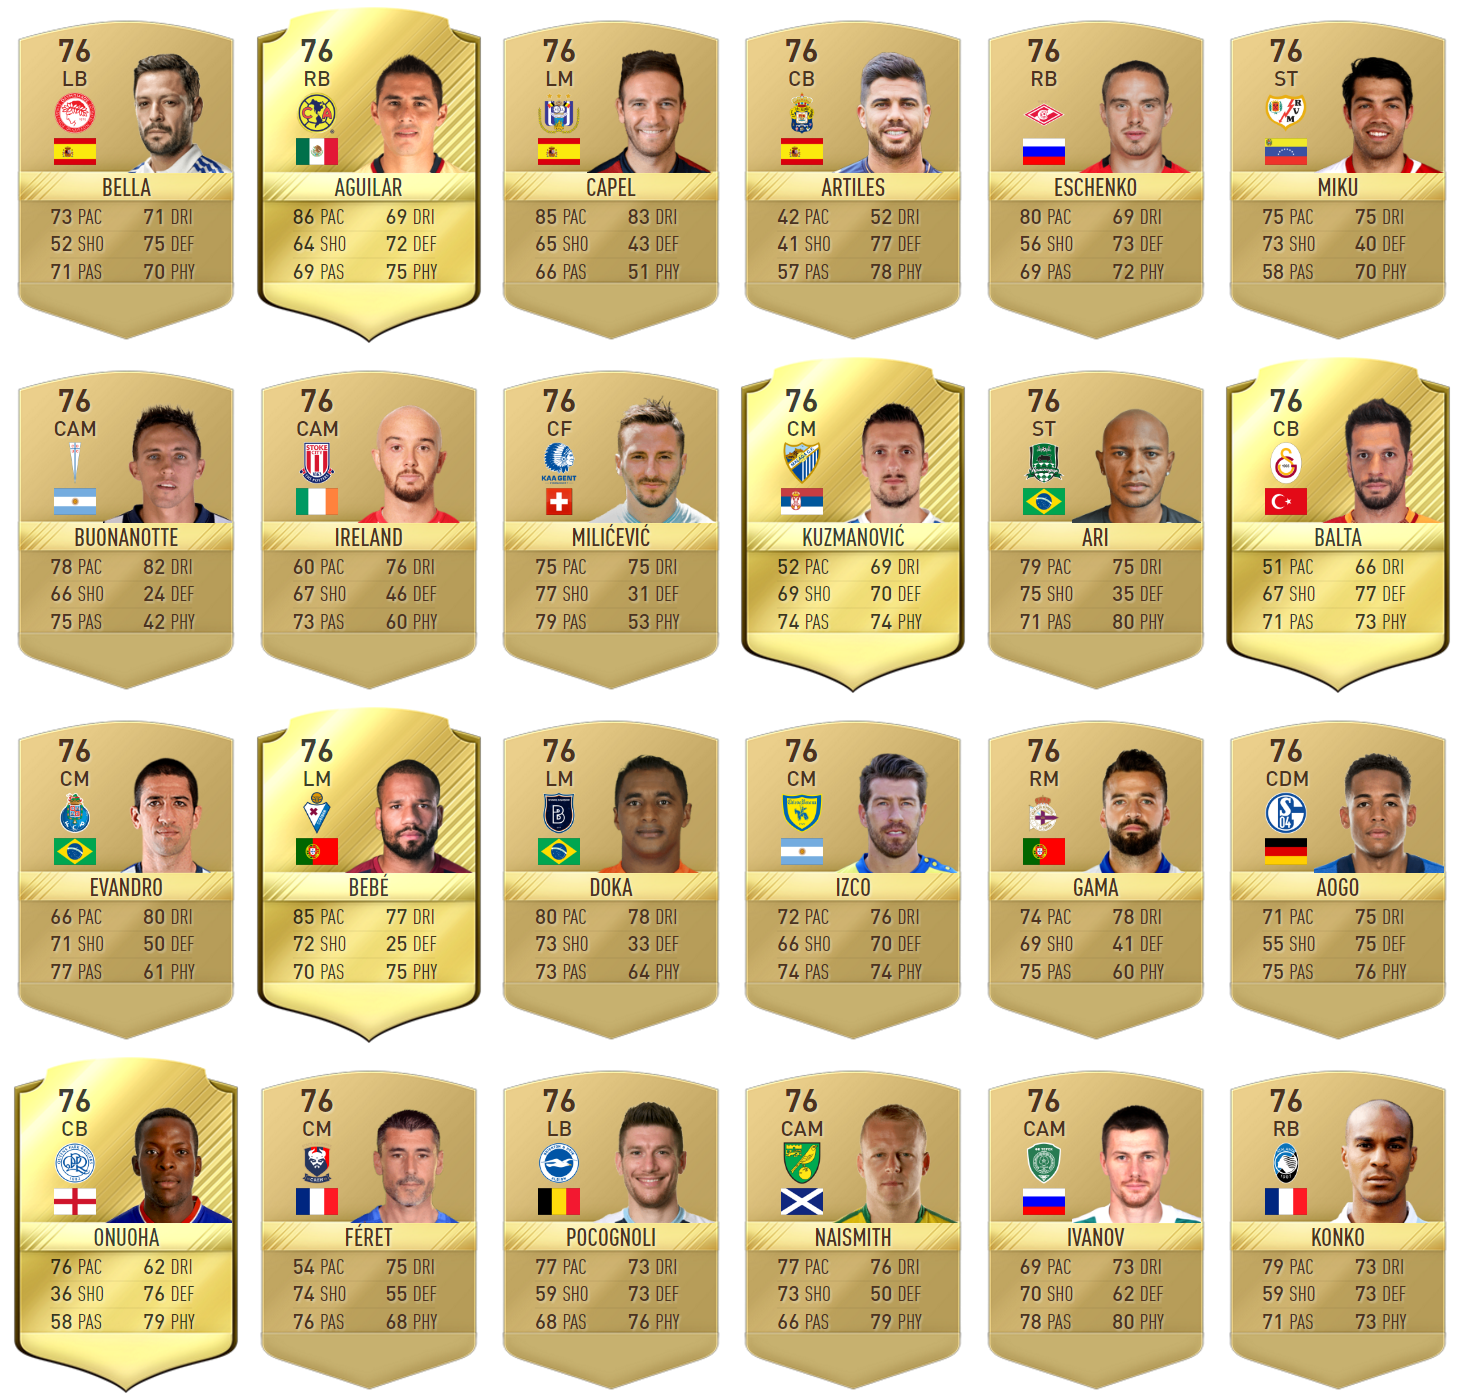 76
LB
BELLA
73 PAC 71 DRI
52 SHO 75 DEF
71 PAS 70 PHY
76
RB
AGUILAR
86 PAC 69 DRI
64 SHO 72 DEF
69 PAS 75 PHY
76
LM
CAPEL
85 PAC 83 DRI
65 SHO 43 DEF
66 PAS 51 PHY
76
CB
ARTILES
42 PAC 52 DRI
41 SHO 77 DEF
57 PAS 78 PHY
76
RB
ESCHENKO
80 PAC 69 DRI
56 SHO 73 DEF
69 PAS 72 PHY
76
ST
RVM
MIKU
75 PAC 75 DRI
73 SHO 40 DEF
58 PAS 70 PHY
76
CAM
BUONANOTTE
78 PAC 82 DRI
66 SHO 24 DEF
75 PAS 42 PHY
76
CAM
STOKE
CITY
IRELAND
60 PAC 76 DRI
67 SHO 46 DEF
73 PAS 60 PHY
76
CF
KAA GENT
MILIĆEVIĆ
75 PAC 75 DRI
77 SHO 31 DEF
79 PAS 53 PHY
76
CM
KUZMANOVIĆ
52 PAC 69 DRI
69 SHO 70 DEF
74 PAS 74 PHY
76
ST
ARI
79 PAC 75 DRI
75 SHO 35 DEF
71 PAS 80 PHY
76
CB
BALTA
51 PAC 66 DRI
67 SHO 77 DEF
71 PAS 73 PHY
76
CM
EVANDRO
66 PAC 80 DRI
71 SHO 50 DEF
77 PAS 61 PHY
76
LM
BEBÉ
85 PAC 77 DRI
72 SHO 25 DEF
70 PAS 75 PHY
76
LM
DOKA
80 PAC 78 DRI
73 SHO 33 DEF
73 PAS 64 PHY
76
CM
IZCO
72 PAC 76 DRI
66 SHO 70 DEF
74 PAS 74 PHY
76
RM
GAMA
74 PAC 78 DRI
69 SHO 41 DEF
75 PAS 60 PHY
76
CDM
04
AOGO
71 PAC 75 DRI
55 SHO 75 DEF
75 PAS 76 PHY
76
CB
ONUOHA
76 PAC 62 DRI
36 SHO 76 DEF
58 PAS 79 PHY
76
CM
CAEN
FÉRET
54 PAC 75 DRI
74 SHO 55 DEF
76 PAS 68 PHY
76
LB
POCOGNOLI
77 PAC 73 DRI
59 SHO 73 DEF
68 PAS 76 PHY
76
CAM
NAISMITH
77 PAC 76 DRI
73 SHO 50 DEF
66 PAS 79 PHY
76
CAM
IVANOV
69 PAC 73 DRI
70 SHO 62 DEF
78 PAS 80 PHY
76
RB
KONKO
79 PAC 73 DRI
59 SHO 73 DEF
71 PAS 73 PHY